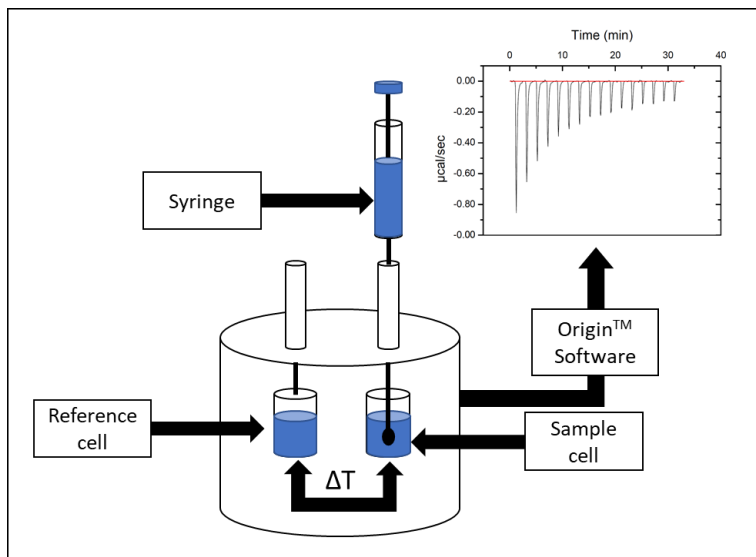 Time (min)
0 10 20 30 40
0.00
-0.20
-0.40
-0.60
-0.80
-0.00
µcal/sec
Syringe
Origin™
Software
Reference
cell
Sample
cell
ΔT